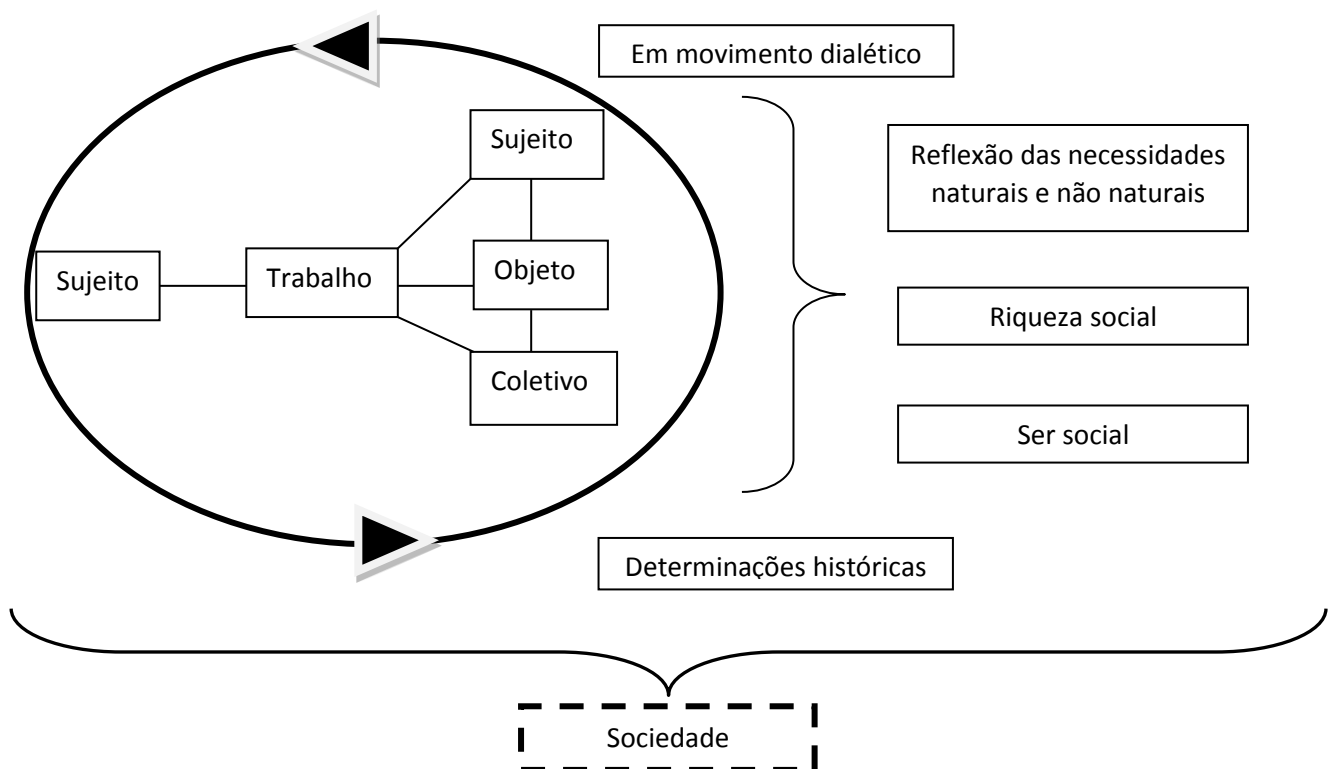 Em movimento dialético
Sujeito
Reflexão das necessidades
naturais e não naturais
Sujeito
Trabalho
Objeto
Riqueza social
Coletivo
Ser social
Determinações históricas
Sociedade